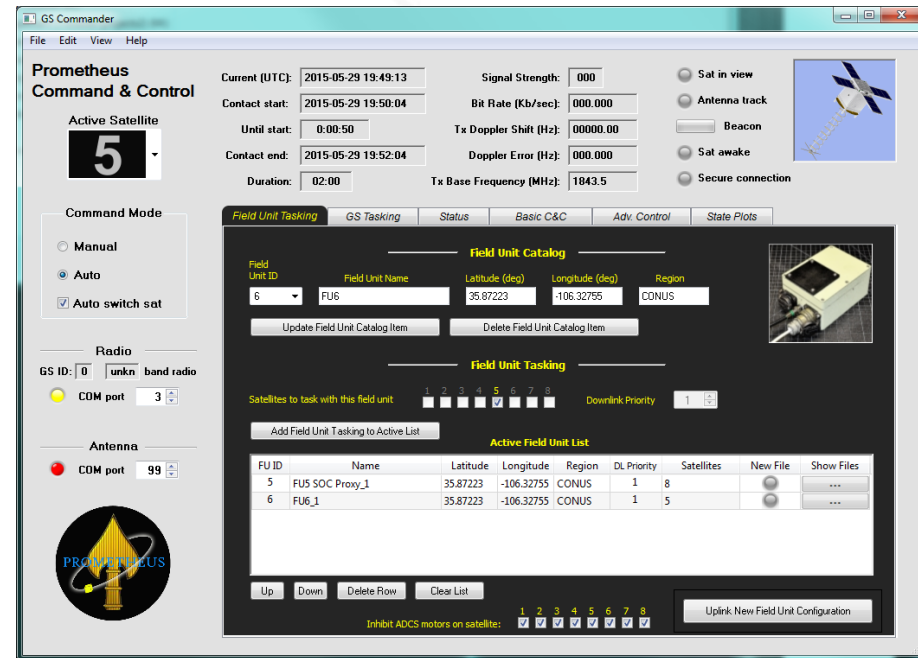 GS Commander
File Edit View Help
Prometheus
Command & Control
Active Satellite
5
Current (UTC): 2015-05-29 19:49:13
Contact start: 2015-05-29 19:50:04
Until start: 0:00:50
Contact end: 2015-05-29 19:52:04
Duration: 02:00
Signal Strength: 000
Bit Rate (Kb/sec): 000.000
Tx Doppler Shift (Hz): 00000.00
Doppler Error (Hz): 000.000
Tx Base Frequency (MHz): 1843.5
Sat in view
Antenna track
Beacon
Sat awake
Secure connection
Command Mode
Manual
Auto
Auto switch sat
Radio
GS ID: 0 unkn band radio
COM port 3
Antenna
COM port 99
PROMETHEUS
Field Unit Tasking GS Tasking Status Basic C&C Adv. Control State Plots
Field Unit Catalog
Field
Unit ID Field Unit Name Latitude (deg) Longitude (deg) Region
6 FU6 35.87223 -106.32755 CONUS
Update Field Unit Catalog Item Delete Field Unit Catalog Item
Field Unit Tasking
1 2 3 4 5 6 7 8
Satellites to task with this field unit Downlink Priority 1
Add Field Unit Tasking to Active List
Active Field Unit List
FU ID Name Latitude Longitude Region DL Priority Satellites New File Show Files
5 FU5 SOC Proxy_1 35.87223 -106.32755 CONUS 1 8 ...
6 FU6_1 35.87223 -106.32755 CONUS 1 5 ...
Up Down Delete Row Clear List
1 2 3 4 5 6 7 8
Inhibit ADCS motors on satellite:
Uplink New Field Unit Configuration